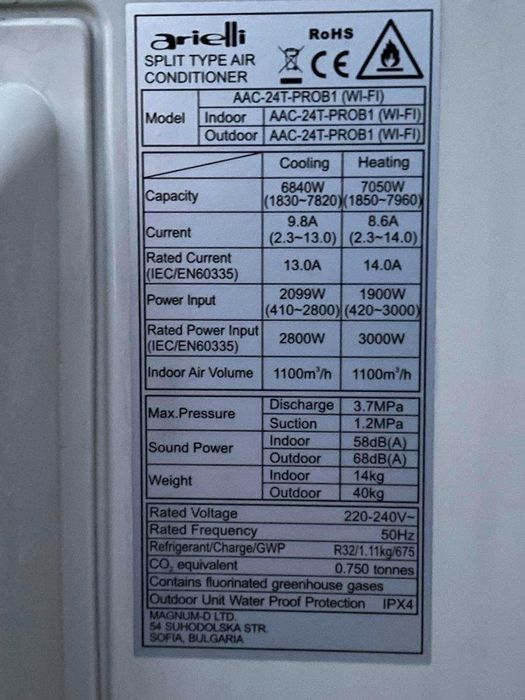 arielli
RoHS
SPLIT TYPE AIR
CONDITIONER
CE
Model AAC-24T-PROB1 (WI-FI)
Indoor AAC-24T-PROB1 (WI-FI)
Outdoor AAC-24T-PROB1 (WI-FI)
Cooling Heating
Capacity 6840W 7050W
(1830~7820) (1850~7960)
Current 9.8A 8.6A
(2.3~13.0) (2.3~14.0)
Rated Current
(IEC/EN60335) 13.0A 14.0A
Power Input 2099W 1900W
(410~2800) (420~3000)
Rated Power Input
(IEC/EN60335) 2800W 3000W
Indoor Air Volume 1100m³/h 1100m³/h
Max.Pressure Discharge 3.7MPa
Suction 1.2MPa
Sound Power Indoor 58dB(A)
Outdoor 68dB(A)
Weight Indoor 14kg
Outdoor 40kg
Rated Voltage 220-240V~
Rated Frequency 50Hz
Refrigerant/Charge/GWP R32/1.11kg/675
CO₂ equivalent 0.750 tonnes
Contains fluorinated greenhouse gases
Outdoor Unit Water Proof Protection IPX4
MAGNUM-D LTD.
54 SUHODOLSKA STR.
SOFIA, BULGARIA